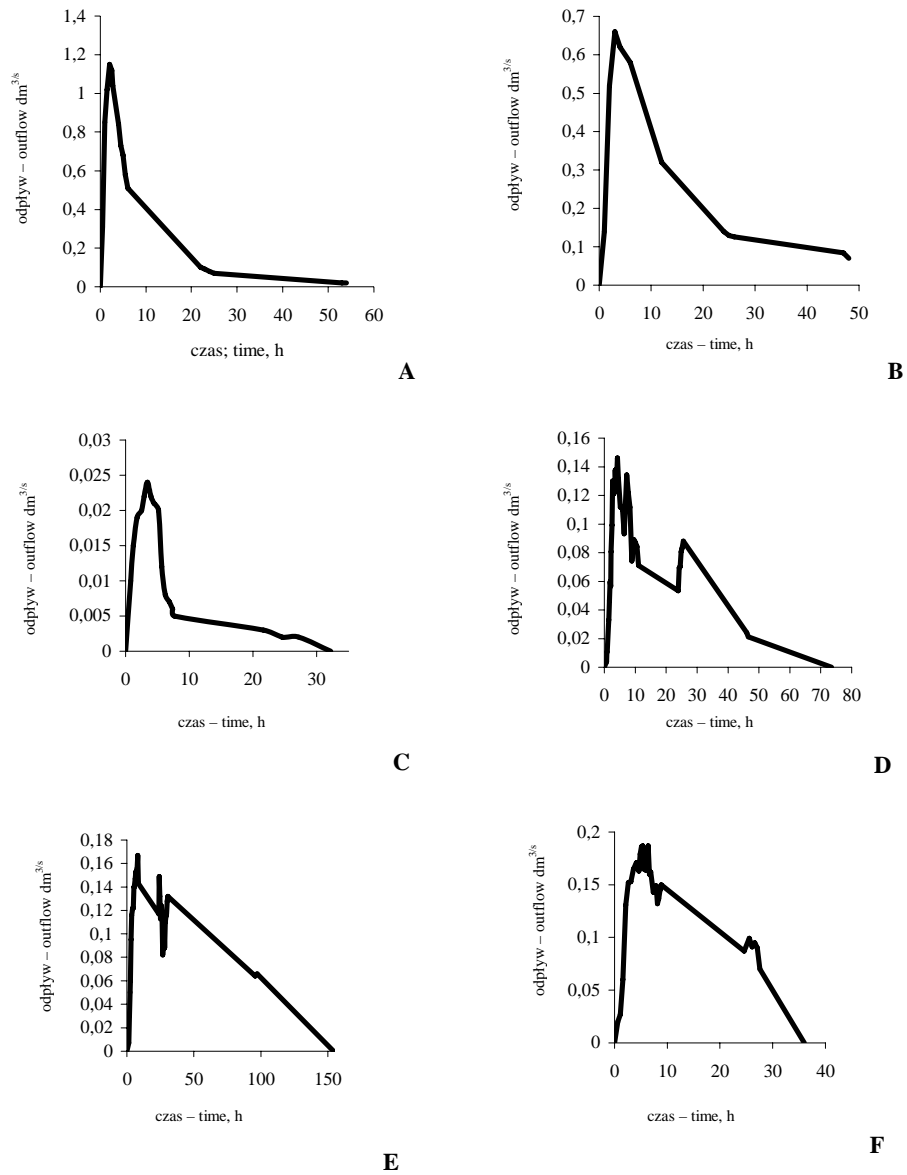 1,4
1,2
1
0,8
0,6
0,4
0,2
0
odpływ – outflow dm3/s
0 10 20 30 40 50 60
czas; time, h
A
0,7
0,6
0,5
0,4
0,3
0,2
0,1
0
odpływ – outflow dm3/s
0 10 20 30 40 50
czas – time, h
B
0,03
0,025
0,02
0,015
0,01
0,005
0
odpływ – outflow dm3/s
0 10 20 30
czas – time, h
C
0,16
0,14
0,12
0,1
0,08
0,06
0,04
0,02
0
odpływ – outflow dm3/s
0 10 20 30 40 50 60 70 80
czas – time, h
D
0,18
0,16
0,14
0,12
0,1
0,08
0,06
0,04
0,02
0
odpływ – outflow dm3/s
0 50 100 150
czas – time, h
E
0,2
0,15
0,1
0,05
0
odpływ – outflow dm3/s
0 10 20 30 40
czas – time, h
F